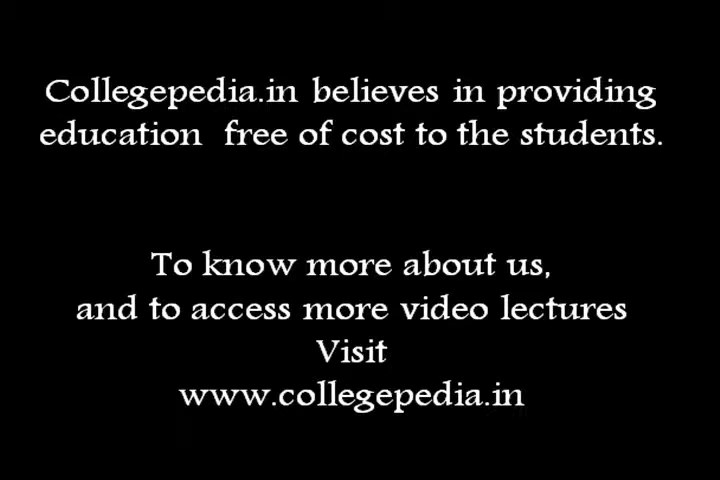 Collegepedia.in believes in providing
education free of cost to the students.
To know more about us,
and to access more video lectures
Visit
www.collegepedia.in